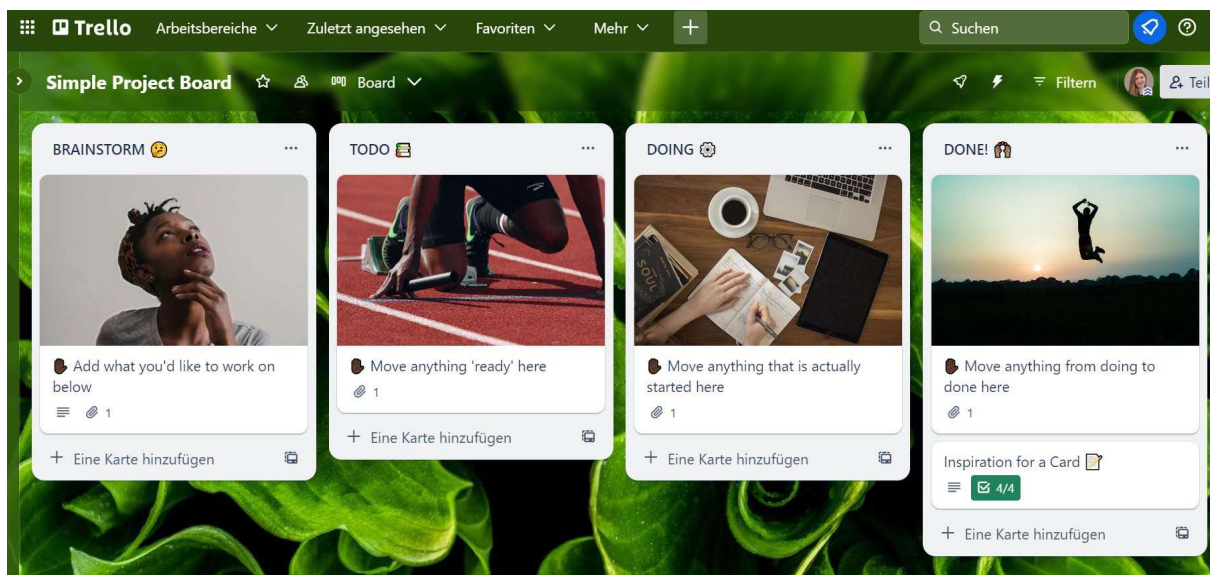 Trello Arbeitsbereiche Zuletzt angesehen Favoriten Mehr + Suchen
Simple Project Board Board Filtern Teil
BRAINSTORM 🤔
Add what you'd like to work on
below
1
+ Eine Karte hinzufügen
TODO 📚
Move anything 'ready' here
1
+ Eine Karte hinzufügen
DOING ⚙️
SOUL
Move anything that is actually
started here
1
+ Eine Karte hinzufügen
DONE! 🙌🏽
Move anything from doing to
done here
1
Inspiration for a Card 📝
4/4
+ Eine Karte hinzufügen